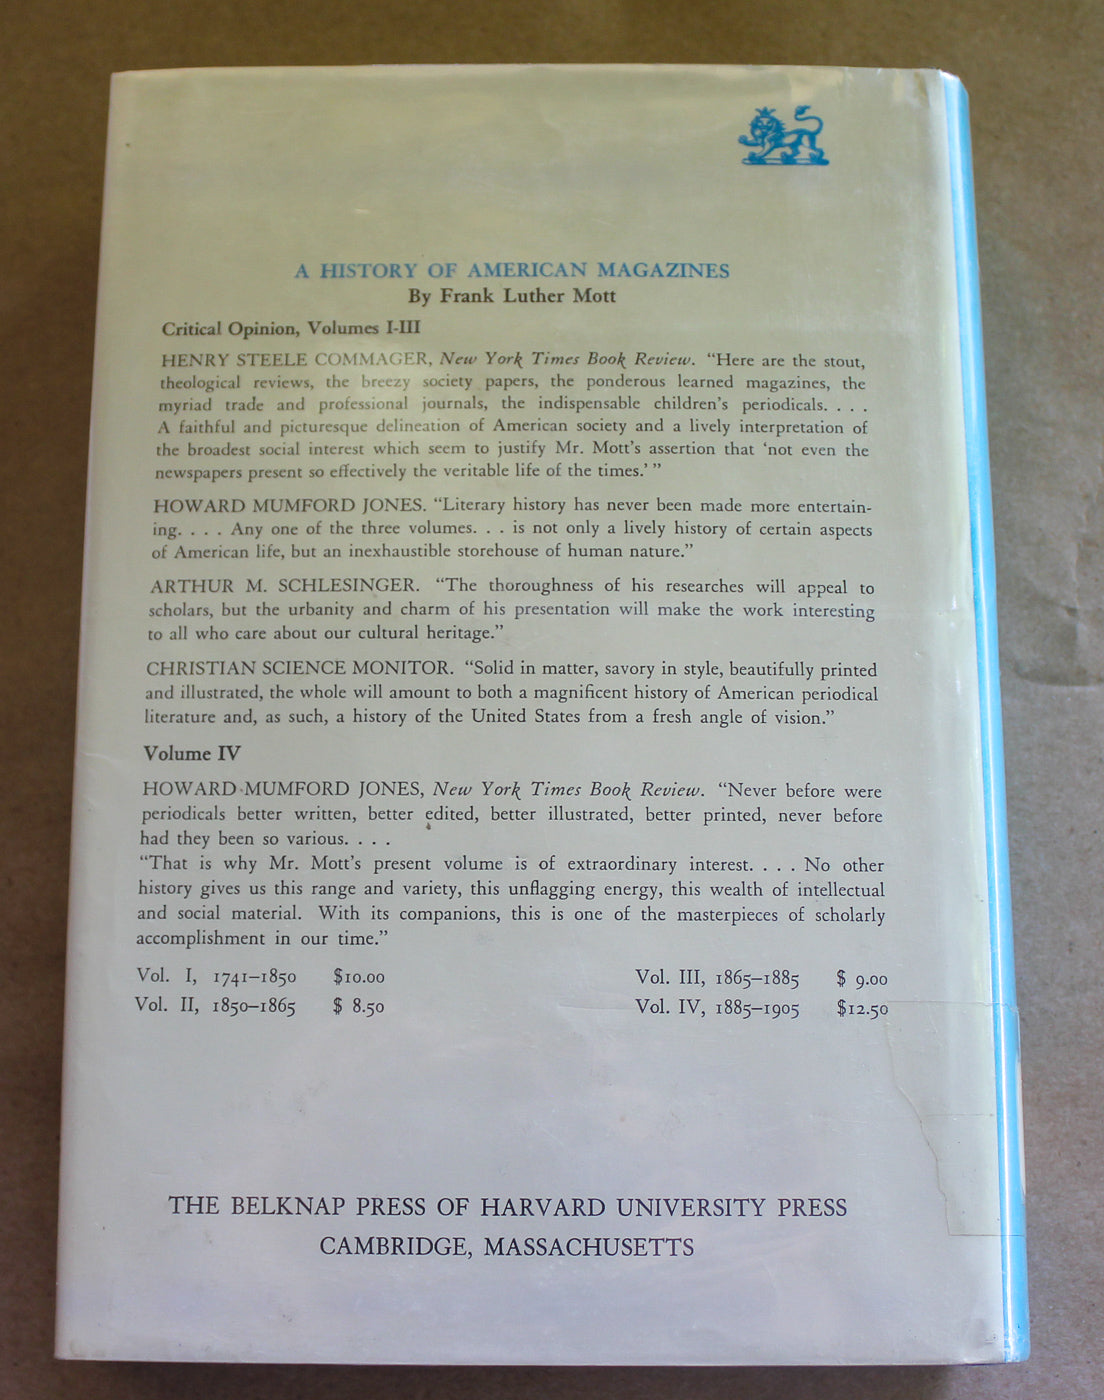 A HISTORY OF AMERICAN MAGAZINES
By Frank Luther Mott
Critical Opinion, Volumes I-III
HENRY STEELE COMMAGER, New York Times Book Review. “Here are the stout,
theological reviews, the breezy society papers, the ponderous learned magazines, the
myriad trade and professional journals, the indispensable children’s periodicals. . . .
A faithful and picturesque delineation of American society and a lively interpretation of
the broadest social interest which seem to justify Mr. Mott’s assertion that ‘not even the
newspapers present so effectively the veritable life of the times.’ ”
HOWARD MUMFORD JONES. “Literary history has never been made more entertain-
ing. . . . Any one of the three volumes. . . is not only a lively history of certain aspects
of American life, but an inexhaustible storehouse of human nature.”
ARTHUR M. SCHLESINGER. “The thoroughness of his researches will appeal to
scholars, but the urbanity and charm of his presentation will make the work interesting
to all who care about our cultural heritage.”
CHRISTIAN SCIENCE MONITOR. “Solid in matter, savory in style, beautifully printed
and illustrated, the whole will amount to both a magnificent history of American periodical
literature and, as such, a history of the United States from a fresh angle of vision.”
Volume IV
HOWARD MUMFORD JONES, New York Times Book Review. “Never before were
periodicals better written, better edited, better illustrated, better printed, never before
had they been so various. . . .
“That is why Mr. Mott’s present volume is of extraordinary interest. . . . No other
history gives us this range and variety, this unflagging energy, this wealth of intellectual
and social material. With its companions, this is one of the masterpieces of scholarly
accomplishment in our time.”
Vol. I, 1741–1850 $10.00 Vol. III, 1865–1885 $ 9.00
Vol. II, 1850–1865 $ 8.50 Vol. IV, 1885–1905 $12.50
THE BELKNAP PRESS OF HARVARD UNIVERSITY PRESS
CAMBRIDGE, MASSACHUSETTS